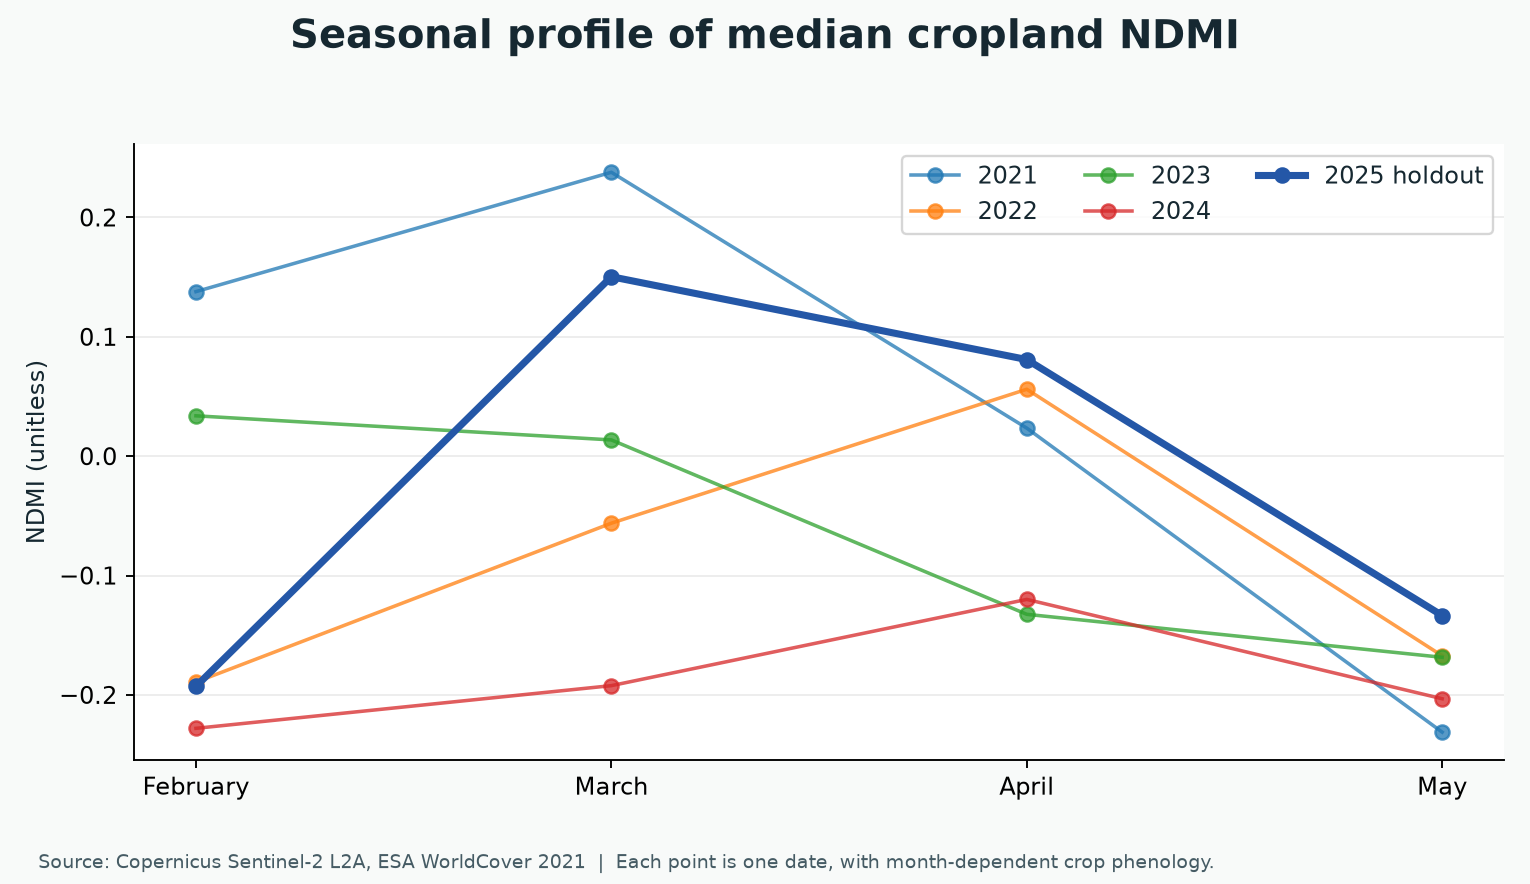 Seasonal profile of median cropland NDMI
2021
2022
2023
2024
2025 holdout
NDMI (unitless)
0.2
0.1
0.0
−0.1
−0.2
February
March
April
May
Source: Copernicus Sentinel-2 L2A, ESA WorldCover 2021 | Each point is one date, with month-dependent crop phenology.